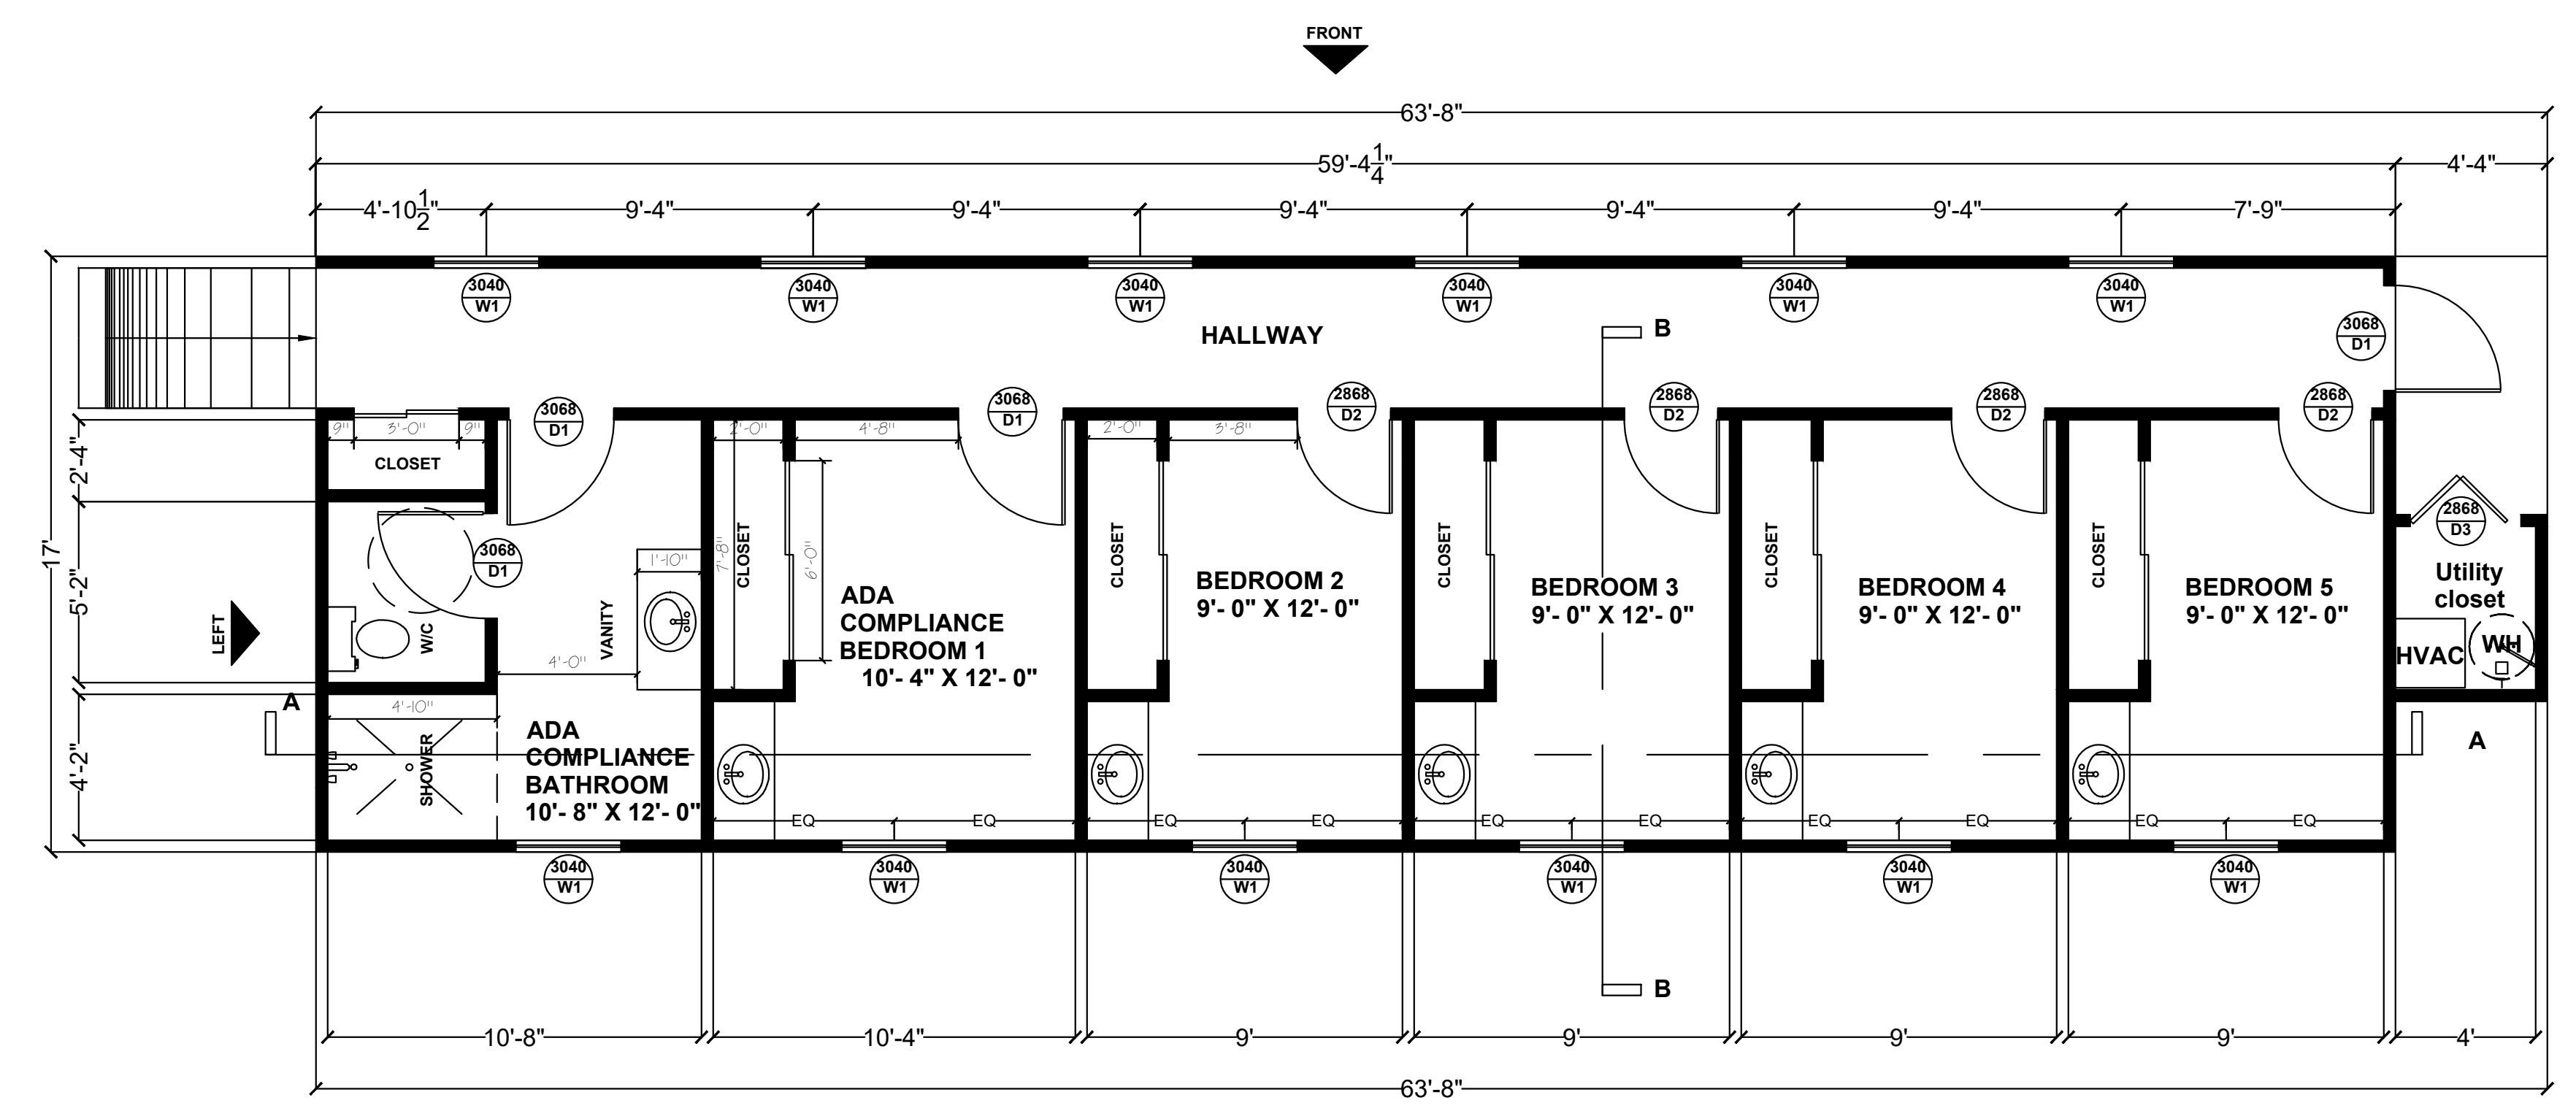 FRONT
63'-8"
59'-4 1/4" 4'-4"
4'-10 1/2" 9'-4" 9'-4" 9'-4" 9'-4" 9'-4" 7'-9"
3040 3040 3040 3040 3040 3040
W1 W1 W1 W1 W1 W1
HALLWAY
B
3068
D1
3068 3068 2868 2868 2868 2868
D1 D1 D2 D2 D2 D2
9" 3'-0" 9" 2'-0" 4'-8" 2'-0" 3'-8"
CLOSET
17'
2'-4"
5'-2"
4'-2"
LEFT
3068
D1
W/C
VANITY
1'-10"
4'-0"
7'-8"
CLOSET
6'-0"
CLOSET
CLOSET
CLOSET
CLOSET
ADA
COMPLIANCE
BEDROOM 1
10'- 4" X 12'- 0"
BEDROOM 2
9'- 0" X 12'- 0"
BEDROOM 3
9'- 0" X 12'- 0"
BEDROOM 4
9'- 0" X 12'- 0"
BEDROOM 5
9'- 0" X 12'- 0"
2868
D3
Utility
closet
HVAC
WH
A
4'-10"
SHOWER
ADA
COMPLIANCE
BATHROOM
10'- 8" X 12'- 0"
A
EQ EQ EQ EQ EQ EQ EQ EQ EQ EQ
3040 3040 3040 3040 3040 3040
W1 W1 W1 W1 W1 W1
B
10'-8" 10'-4" 9' 9' 9' 9' 4'
63'-8"